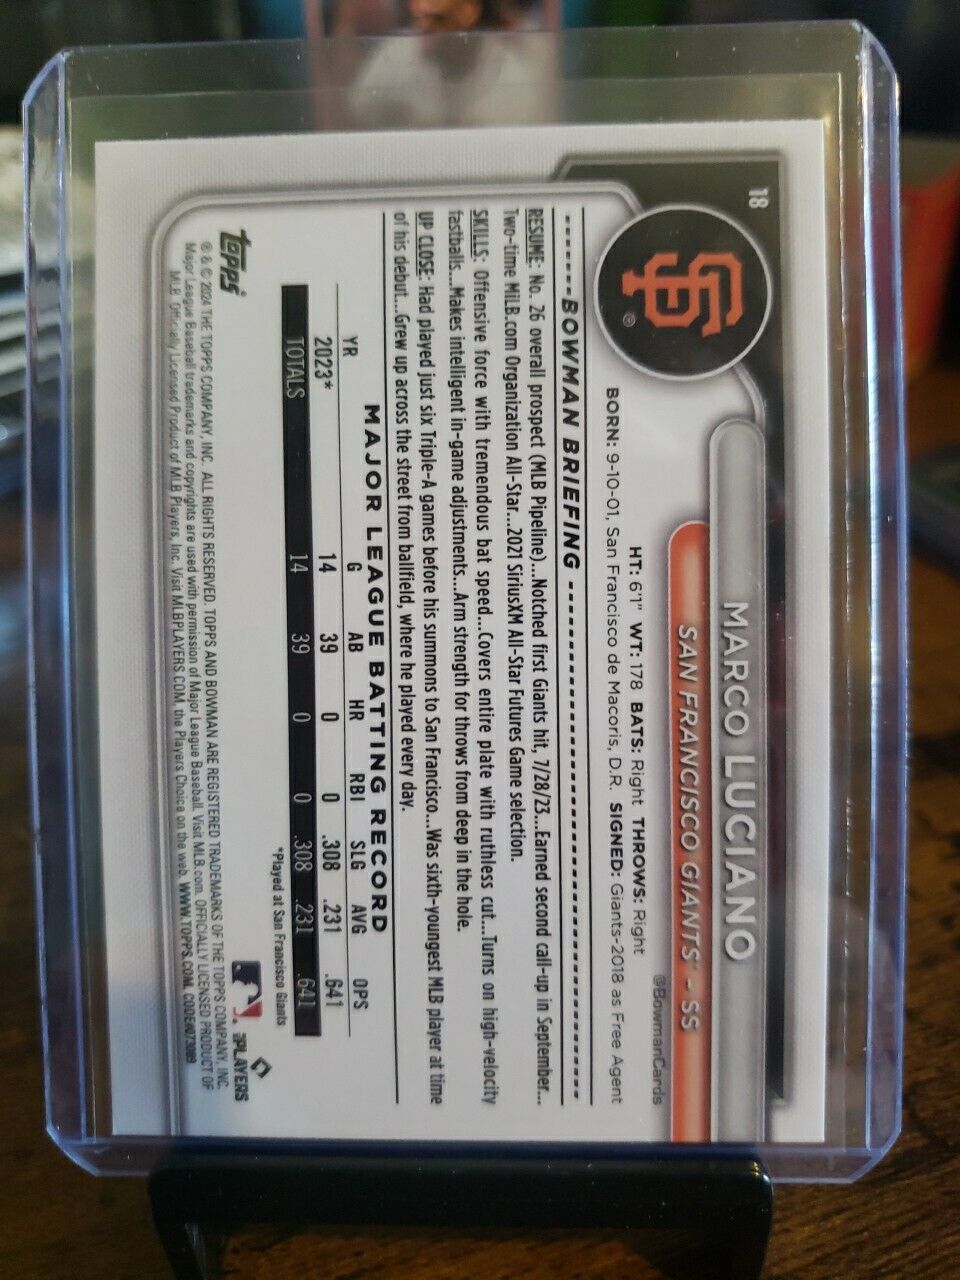 18
MARCO LUCIANO
SAN FRANCISCO GIANTS® - SS
@BowmanCards
HT: 6'1" WT: 178 BATS: Right THROWS: Right
BORN: 9-10-01, San Francisco de Macoris, D.R. SIGNED: Giants-2018 as Free Agent
SF ®
BOWMAN BRIEFING
RESUME: No. 26 overall prospect (MLB Pipeline)...Notched first Giants hit, 7/28/23...Earned second call-up in September...
Two-time MiLB.com Organization All-Star...2021 SiriusXM All-Star Futures Game selection.
SKILLS: Offensive force with tremendous bat speed...Covers entire plate with ruthless cut...Turns on high-velocity
fastballs...Makes intelligent in-game adjustments...Arm strength for throws from deep in the hole.
UP CLOSE: Had played just six Triple-A games before his summons to San Francisco...Was sixth-youngest MLB player at time
of his debut...Grew up across the street from ballfield, where he played every day.
MAJOR LEAGUE BATTING RECORD
YR G AB HR RBI SLG AVG OPS
2023* 14 39 0 0 .308 .231 .641
TOTALS 14 39 0 0 .308 .231 .641
*Played at San Francisco Giants
topps
PLAYERS
® & © 2024 THE TOPPS COMPANY, INC. ALL RIGHTS RESERVED. TOPPS AND BOWMAN ARE REGISTERED TRADEMARKS OF THE TOPPS COMPANY, INC.
Major League Baseball trademarks and copyrights are used with permission of Major League Baseball. Visit MLB.com. OFFICIALLY LICENSED PRODUCT OF
MLB Players, Inc. Officially Licensed Product of MLB Players, Inc. Visit MLBPLAYERS.COM, the Players Choice on the web. WWW.TOPPS.COM. CODE#073089